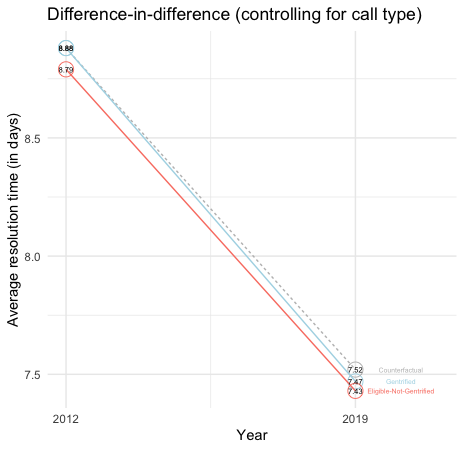 Difference-in-difference (controlling for call type)
8.88
8.79
8.5
8.0
7.5
7.52
Counterfactual
7.47
Gentrified
7.43
Eligible-Not-Gentrified
2012
2019
Year
Average resolution time (in days)